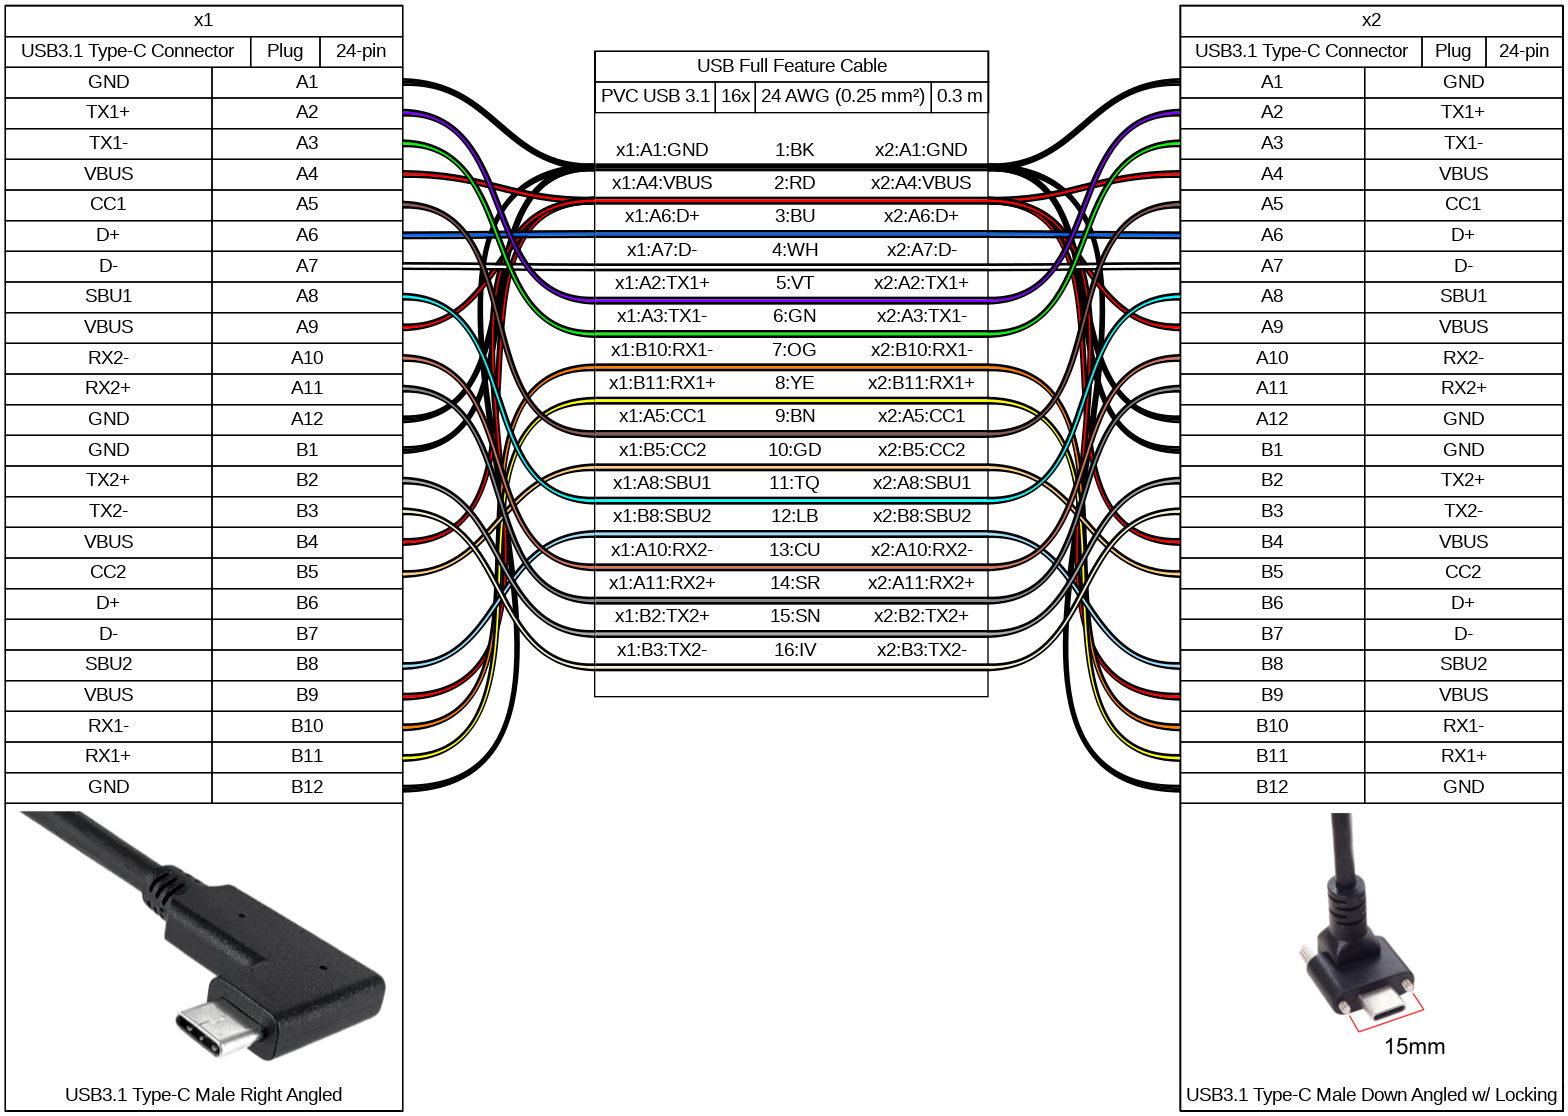 x1
USB3.1 Type-C Connector Plug 24-pin
GND A1
TX1+ A2
TX1- A3
VBUS A4
CC1 A5
D+ A6
D- A7
SBU1 A8
VBUS A9
RX2- A10
RX2+ A11
GND A12
GND B1
TX2+ B2
TX2- B3
VBUS B4
CC2 B5
D+ B6
D- B7
SBU2 B8
VBUS B9
RX1- B10
RX1+ B11
GND B12
USB3.1 Type-C Male Right Angled
USB Full Feature Cable
PVC USB 3.1 16x 24 AWG (0.25 mm²) 0.3 m
x1:A1:GND 1:BK x2:A1:GND
x1:A4:VBUS 2:RD x2:A4:VBUS
x1:A6:D+ 3:BU x2:A6:D+
x1:A7:D- 4:WH x2:A7:D-
x1:A2:TX1+ 5:VT x2:A2:TX1+
x1:A3:TX1- 6:GN x2:A3:TX1-
x1:B10:RX1- 7:OG x2:B10:RX1-
x1:B11:RX1+ 8:YE x2:B11:RX1+
x1:A5:CC1 9:BN x2:A5:CC1
x1:B5:CC2 10:GD x2:B5:CC2
x1:A8:SBU1 11:TQ x2:A8:SBU1
x1:B8:SBU2 12:LB x2:B8:SBU2
x1:A10:RX2- 13:CU x2:A10:RX2-
x1:A11:RX2+ 14:SR x2:A11:RX2+
x1:B2:TX2+ 15:SN x2:B2:TX2+
x1:B3:TX2- 16:IV x2:B3:TX2-
x2
USB3.1 Type-C Connector Plug 24-pin
A1 GND
A2 TX1+
A3 TX1-
A4 VBUS
A5 CC1
A6 D+
A7 D-
A8 SBU1
A9 VBUS
A10 RX2-
A11 RX2+
A12 GND
B1 GND
B2 TX2+
B3 TX2-
B4 VBUS
B5 CC2
B6 D+
B7 D-
B8 SBU2
B9 VBUS
B10 RX1-
B11 RX1+
B12 GND
15mm
USB3.1 Type-C Male Down Angled w/ Locking